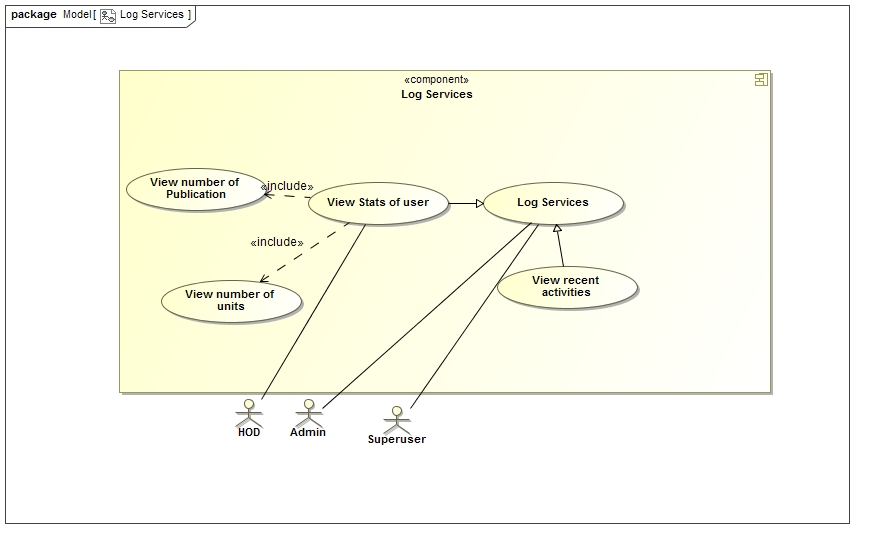 package Model[ Log Services ]
«component»
Log Services
View number of
Publication
«include»
View Stats of user
Log Services
«include»
View recent
activities
View number of
units
HOD
Admin
Superuser